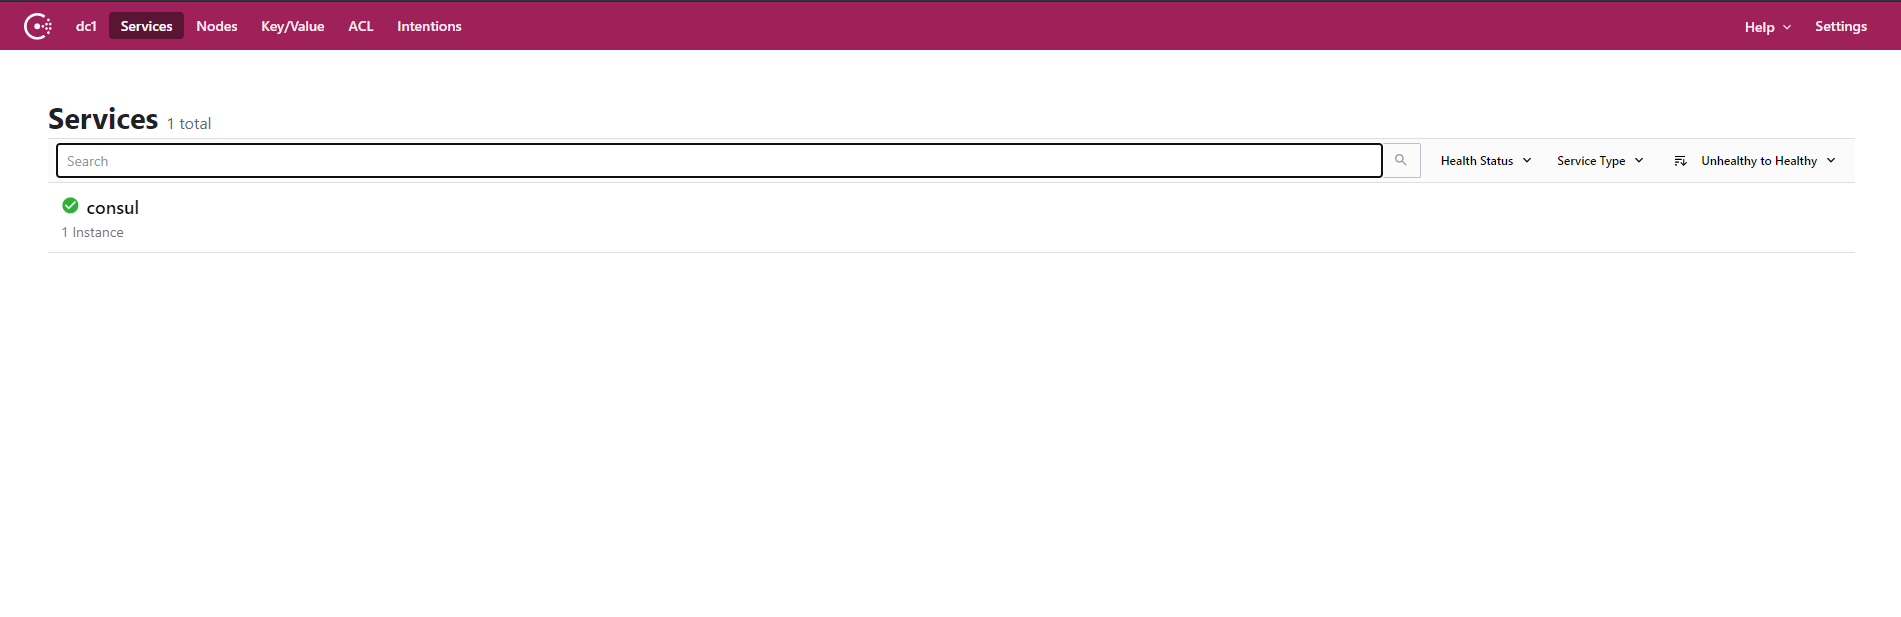 dc1 Services Nodes Key/Value ACL Intentions Help Settings
Services 1 total
Search Health Status Service Type Unhealthy to Healthy
consul
1 Instance